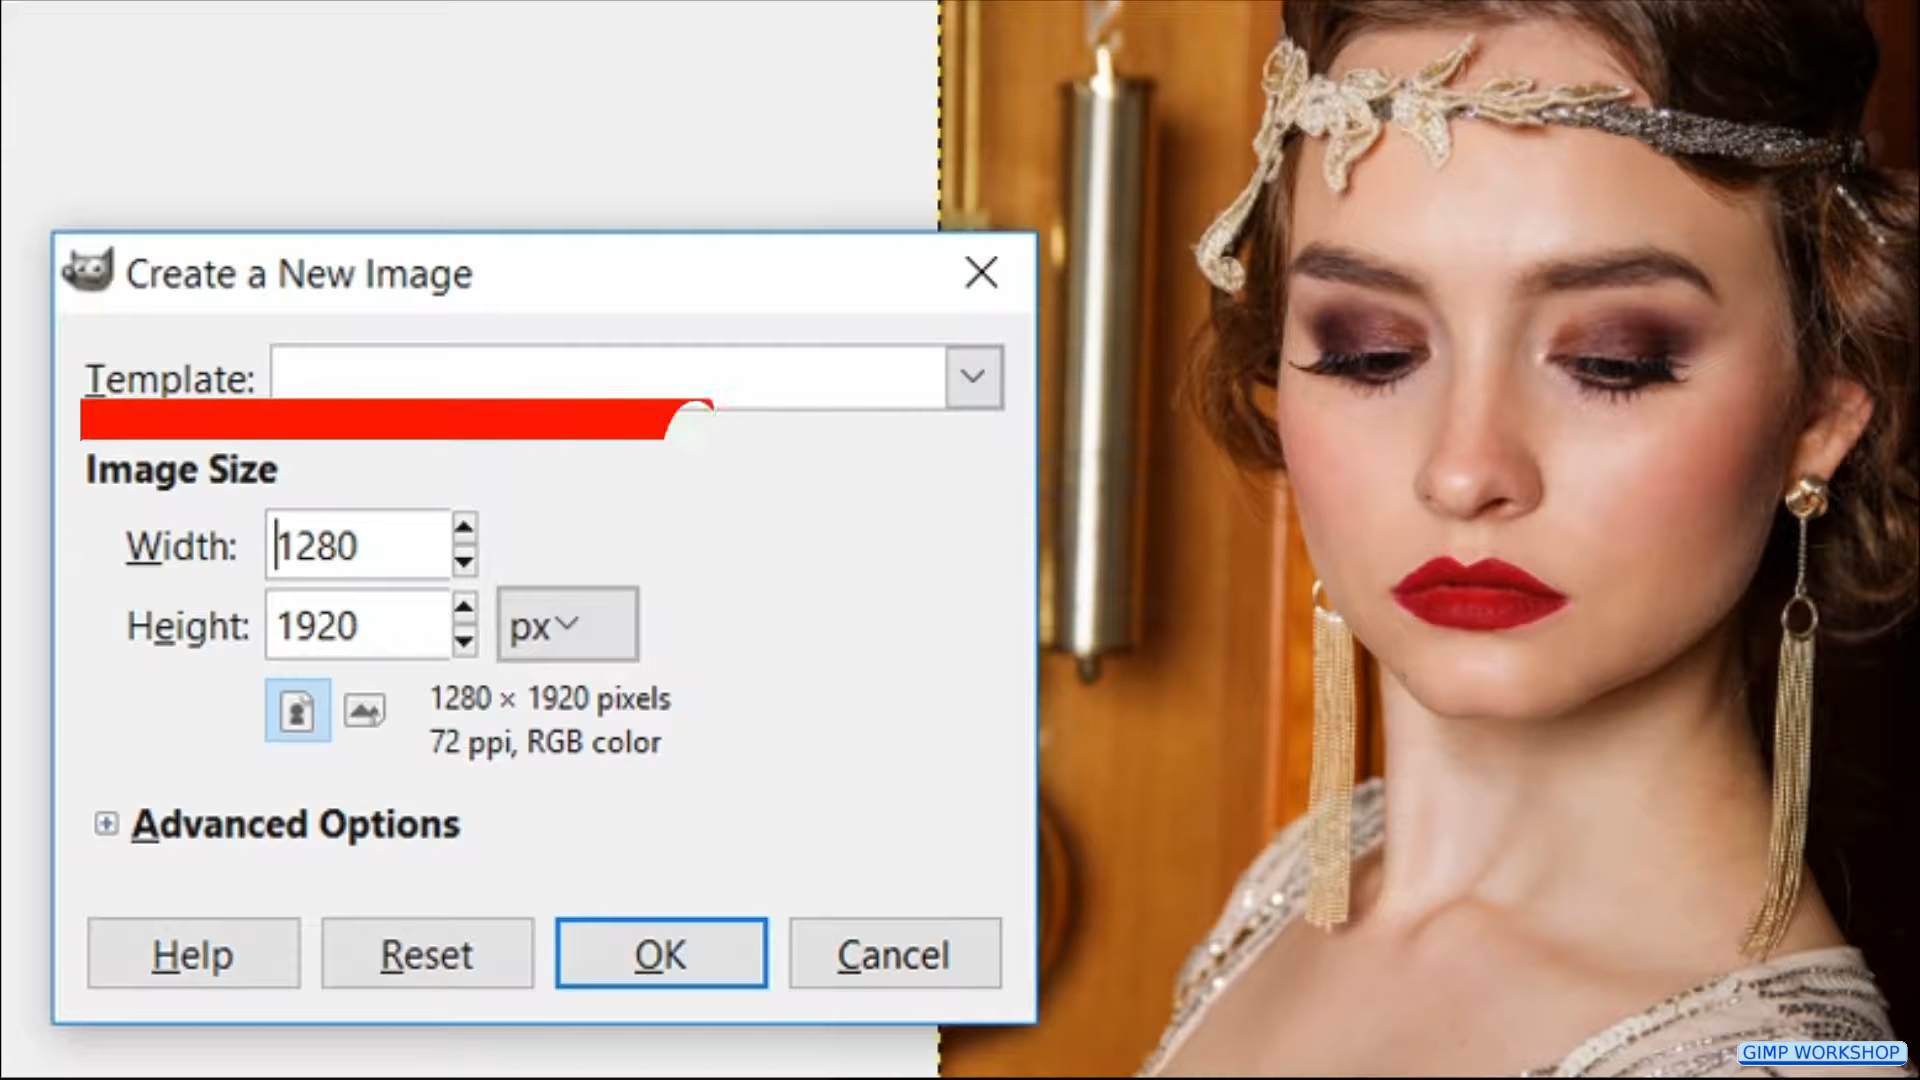 Create a New Image
Template:
Image Size
Width: 1280
Height: 1920 px
1280 × 1920 pixels
72 ppi, RGB color
Advanced Options
Help Reset OK Cancel
GIMP WORKSHOP